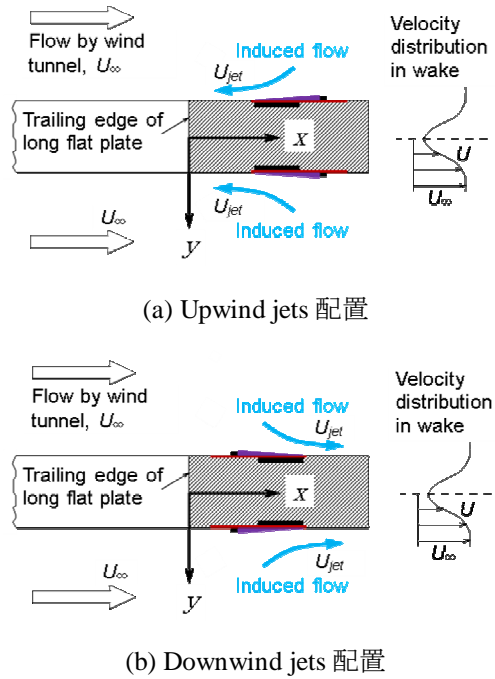 Flow by wind
tunnel, U∞
Induced flow
Ujet
Velocity
distribution
in wake
Trailing edge of
long flat plate
x
U
U∞
Ujet
Induced flow
U∞
y
(a) Upwind jets 配置
Flow by wind
tunnel, U∞
Induced flow
Ujet
Velocity
distribution
in wake
Trailing edge of
long flat plate
x
U
U∞
Ujet
Induced flow
U∞
y
(b) Downwind jets 配置